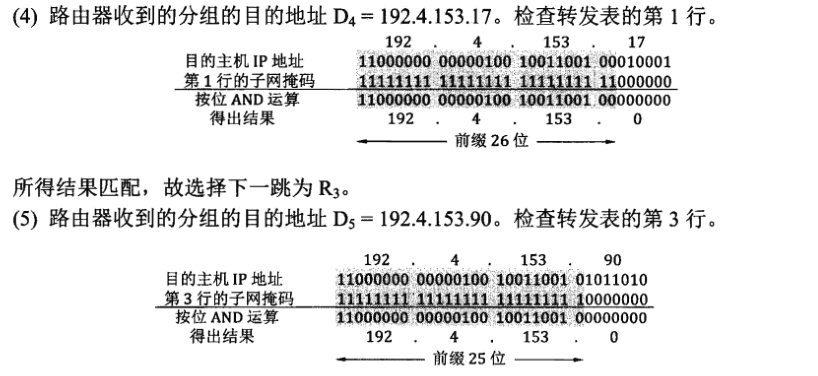 (4) 路由器收到的分组的目的地址 D₄ = 192.4.153.17。检查转发表的第 1 行。
192 . 4 . 153 . 17
目的主机 IP 地址 11000000 00000100 10011001 00010001
第 1 行的子网掩码 11111111 11111111 11111111 11000000
按位 AND 运算 11000000 00000100 10011001 00000000
得出结果 192 . 4 . 153 . 0
前缀 26 位
所得结果匹配，故选择下一跳为 R₃。
(5) 路由器收到的分组的目的地址 D₅ = 192.4.153.90。检查转发表的第 3 行。
192 . 4 . 153 . 90
目的主机 IP 地址 11000000 00000100 10011001 01011010
第 3 行的子网掩码 11111111 11111111 11111111 10000000
按位 AND 运算 11000000 00000100 10011001 00000000
得出结果 192 . 4 . 153 . 0
前缀 25 位